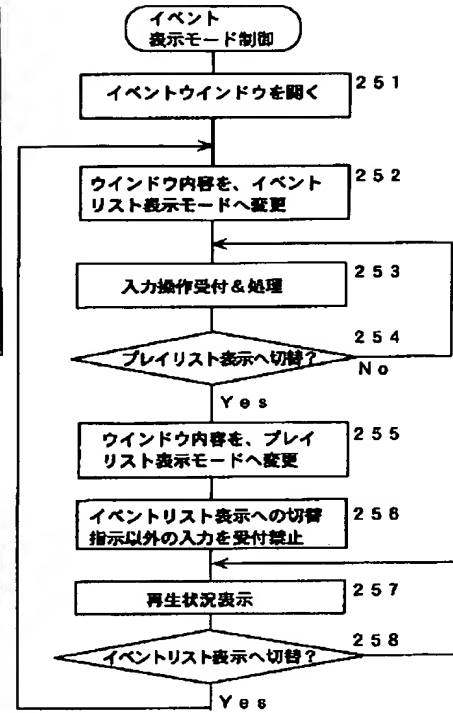 イベント
表示モード制御
イベントウインドウを開く
251
ウインドウ内容を、イベント
リスト表示モードへ変更
252
入力操作受付&処理
253
プレイリスト表示へ切替?
254
No
Yes
ウインドウ内容を、プレイ
リスト表示モードへ変更
255
イベントリスト表示への切替
指示以外の入力を受付禁止
256
再生状況表示
257
イベントリスト表示へ切替?
258
Yes